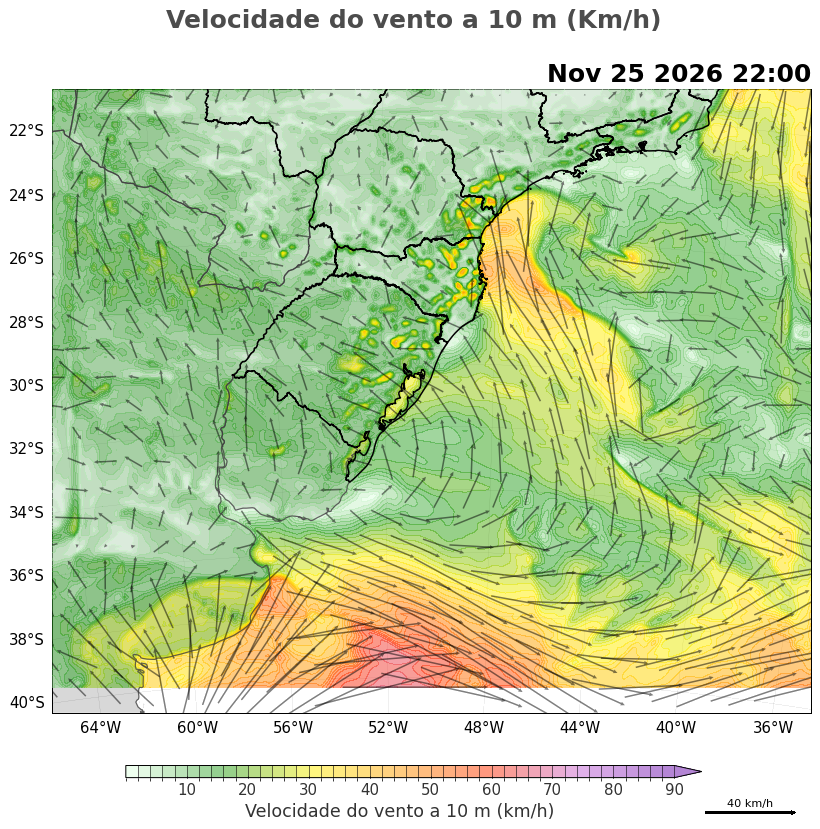 Velocidade do vento a 10 m (Km/h)
Nov 25 2026 22:00
22°S
24°S
26°S
28°S
30°S
32°S
34°S
36°S
38°S
40°S
64°W 60°W 56°W 52°W 48°W 44°W 40°W 36°W
10 20 30 40 50 60 70 80 90
Velocidade do vento a 10 m (km/h)
40 km/h